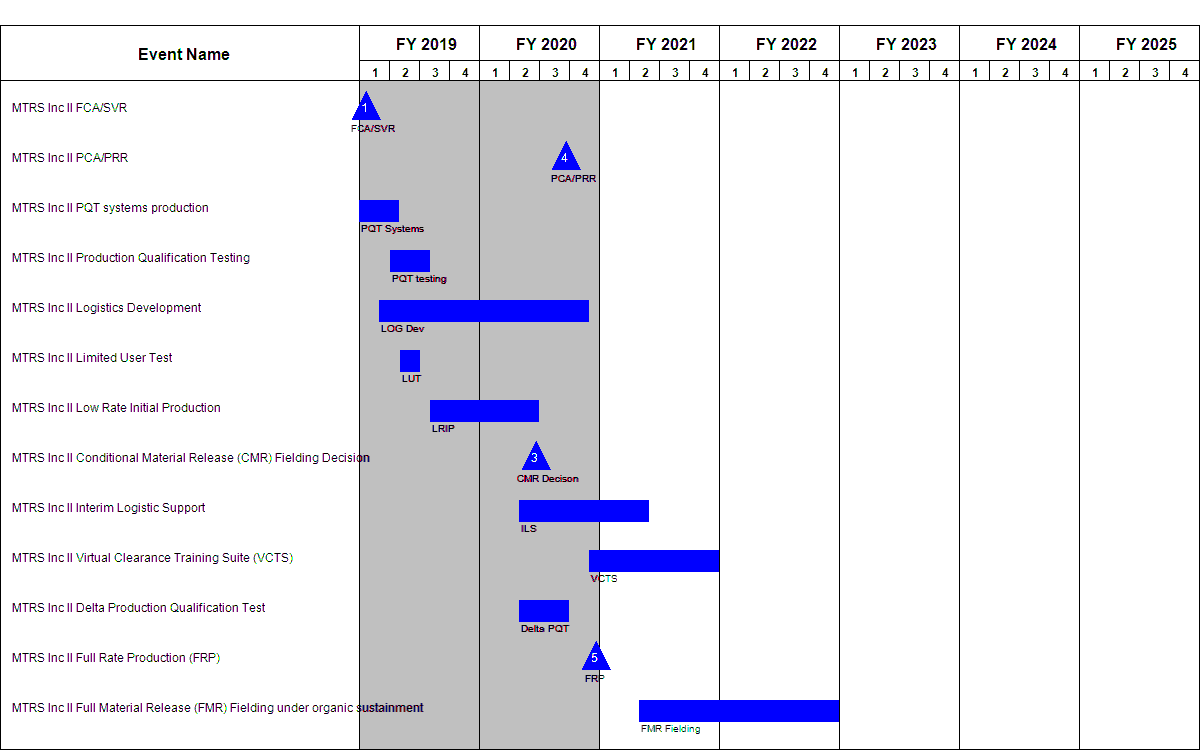 Event Name
FY 2019 FY 2020 FY 2021 FY 2022 FY 2023 FY 2024 FY 2025
1 2 3 4 1 2 3 4 1 2 3 4 1 2 3 4 1 2 3 4 1 2 3 4 1 2 3 4
MTRS Inc II FCA/SVR
1
FCA/SVR
MTRS Inc II PCA/PRR
4
PCA/PRR
MTRS Inc II PQT systems production
PQT Systems
MTRS Inc II Production Qualification Testing
PQT testing
MTRS Inc II Logistics Development
LOG Dev
MTRS Inc II Limited User Test
LUT
MTRS Inc II Low Rate Initial Production
LRIP
MTRS Inc II Conditional Material Release (CMR) Fielding Decision
3
CMR Decison
MTRS Inc II Interim Logistic Support
ILS
MTRS Inc II Virtual Clearance Training Suite (VCTS)
VCTS
MTRS Inc II Delta Production Qualification Test
Delta PQT
MTRS Inc II Full Rate Production (FRP)
5
FRP
MTRS Inc II Full Material Release (FMR) Fielding under organic sustainment
FMR Fielding